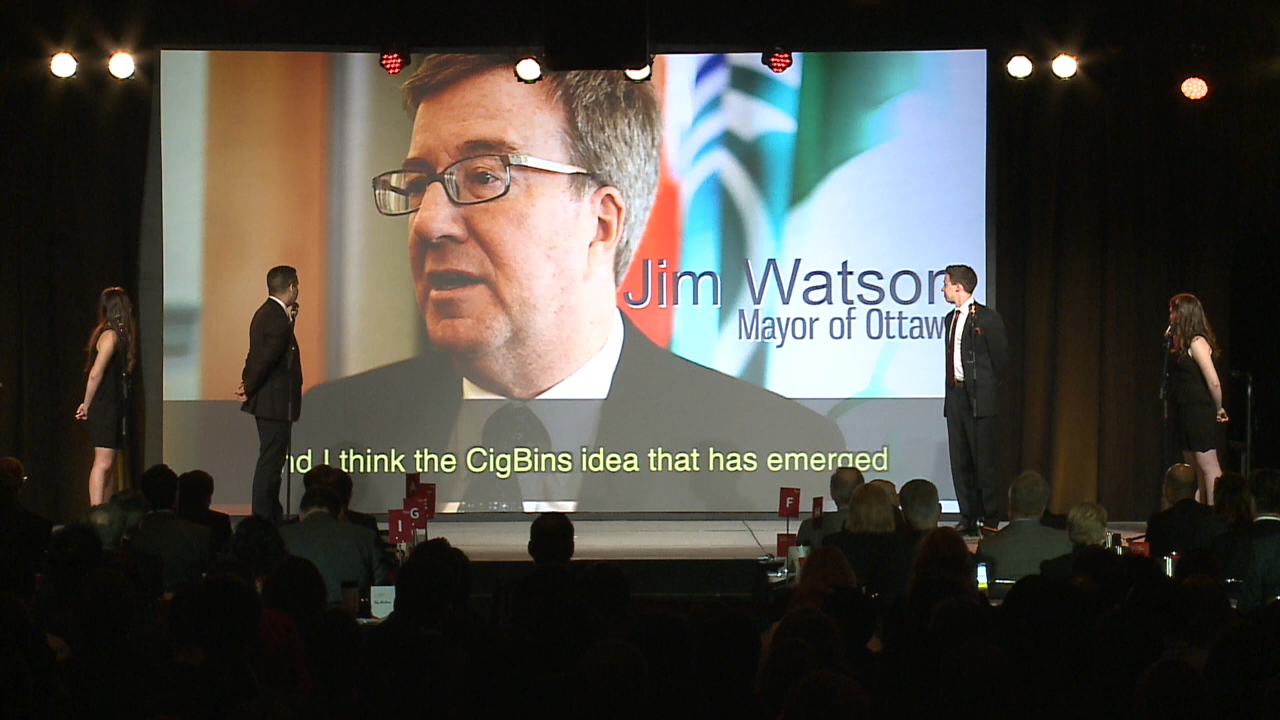 Jim Watson
Mayor of Ottaw
nd I think the CigBins idea that has emerged
G
I
F